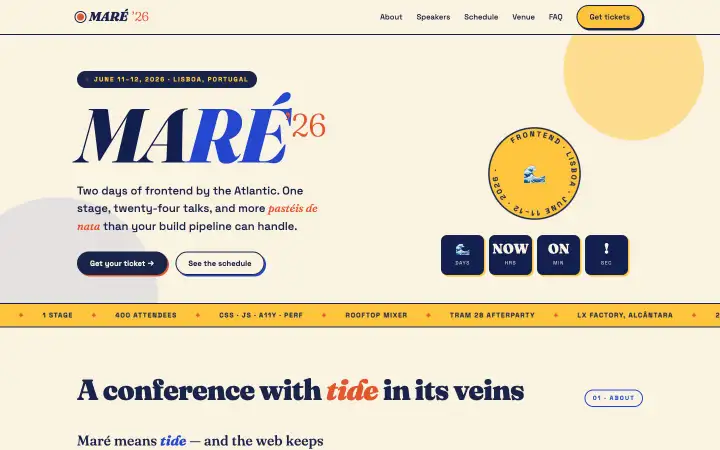 MARÉ '26
About Speakers Schedule Venue FAQ Get tickets
JUNE 11–12, 2026 · LISBOA, PORTUGAL
MARÉ '26
Two days of frontend by the Atlantic. One
stage, twenty-four talks, and more pastéis de
nata than your build pipeline can handle.
Get your ticket → See the schedule
FRONTEND · LISBOA · JUNE 11–12 · 2026 ·
DAYS
NOW HRS
ON MIN
! SEC
1 STAGE ✦ 400 ATTENDEES ✦ CSS · JS · A11Y · PERF ✦ ROOFTOP MIXER ✦ TRAM 28 AFTERPARTY ✦ LX FACTORY, ALCÂNTARA ✦ 2
A conference with tide in its veins
01 · ABOUT
Maré means tide — and the web keeps